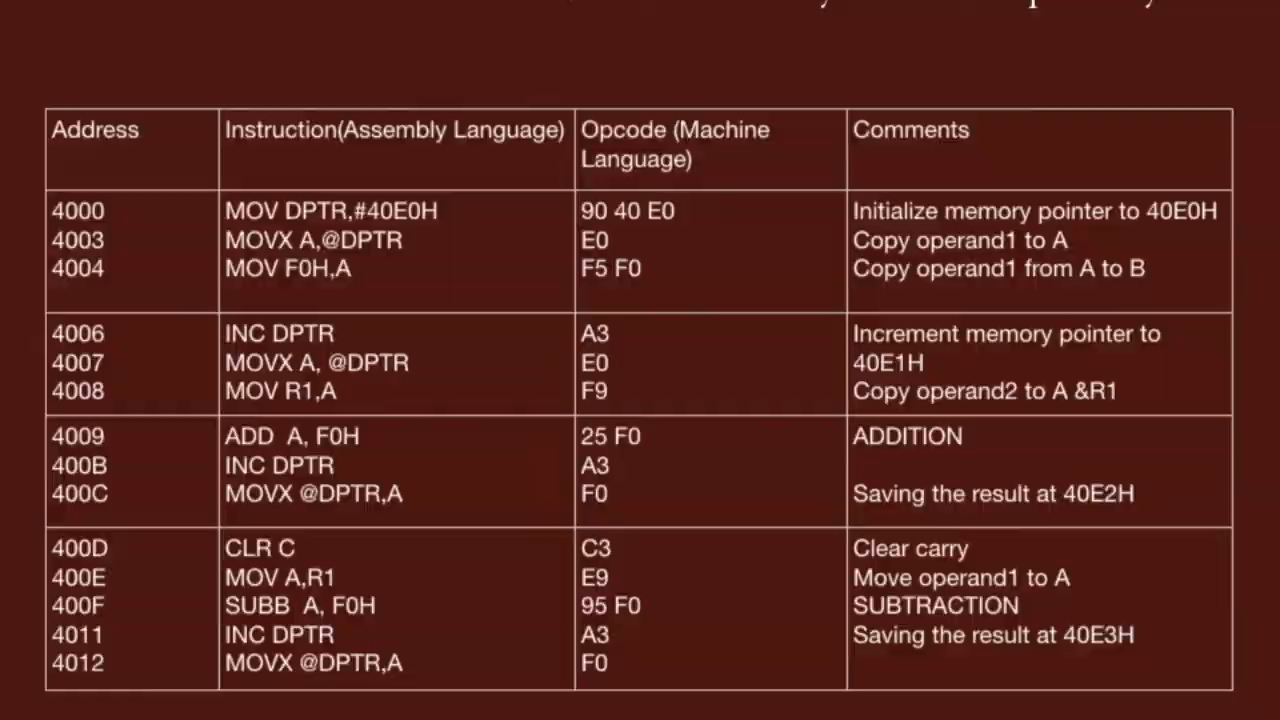 Address Instruction(Assembly Language) Opcode (Machine Language) Comments
4000 MOV DPTR,#40E0H 90 40 E0 Initialize memory pointer to 40E0H
4003 MOVX A,@DPTR E0 Copy operand1 to A
4004 MOV F0H,A F5 F0 Copy operand1 from A to B
4006 INC DPTR A3 Increment memory pointer to
4007 MOVX A, @DPTR E0 40E1H
4008 MOV R1,A F9 Copy operand2 to A &R1
4009 ADD A, F0H 25 F0 ADDITION
400B INC DPTR A3
400C MOVX @DPTR,A F0 Saving the result at 40E2H
400D CLR C C3 Clear carry
400E MOV A,R1 E9 Move operand1 to A
400F SUBB A, F0H 95 F0 SUBTRACTION
4011 INC DPTR A3 Saving the result at 40E3H
4012 MOVX @DPTR,A F0